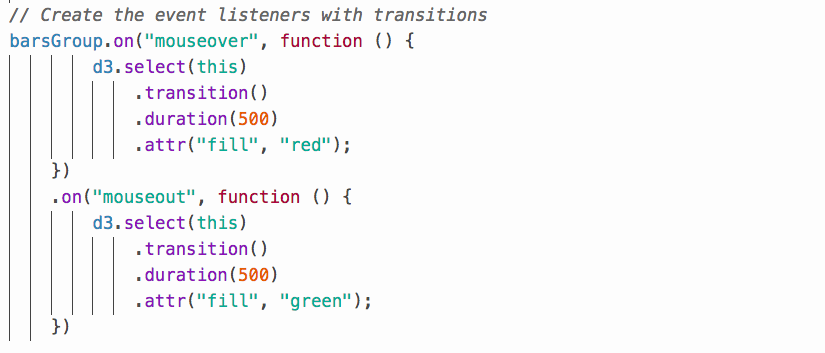 // Create the event listeners with transitions
barsGroup.on("mouseover", function () {
d3.select(this)
.transition()
.duration(500)
.attr("fill", "red");
})
.on("mouseout", function () {
d3.select(this)
.transition()
.duration(500)
.attr("fill", "green");
})